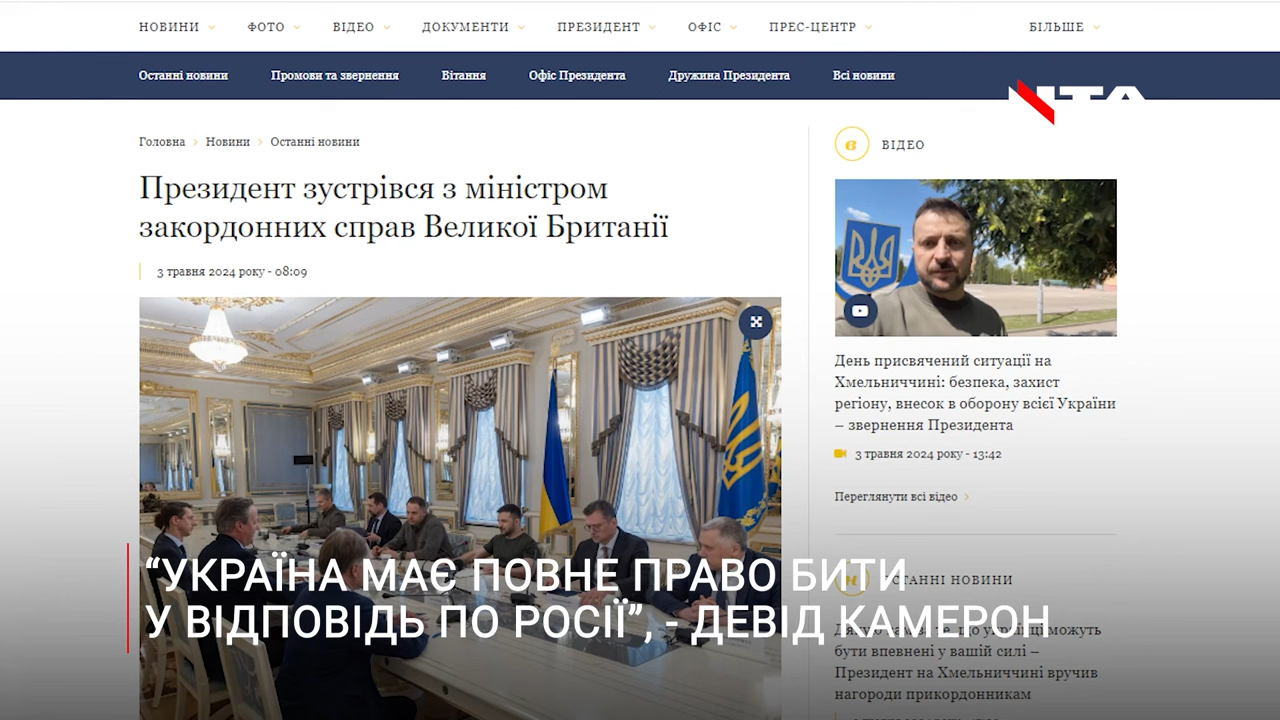 НОВИНИ ФОТО ВІДЕО ДОКУМЕНТИ ПРЕЗИДЕНТ ОФІС ПРЕС-ЦЕНТР БІЛЬШЕ
Останні новини Промови та звернення Вітання Офіс Президента Дружина Президента Всі новини
НТА
Головна > Новини > Останні новини
Президент зустрівся з міністром
закордонних справ Великої Британії
3 травня 2024 року - 08:09
в ВІДЕО
День присвячений ситуації на
Хмельниччині: безпека, захист
регіону, внесок в оборону всієї України
– звернення Президента
3 травня 2024 року - 13:42
Переглянути всі відео >
ОСТАННІ НОВИНИ
українці можуть
бути впевнені у вашій силі –
Президент на Хмельниччині вручив
нагороди прикордонникам
“УКРАЇНА МАЄ ПОВНЕ ПРАВО БИТИ
У ВІДПОВІДЬ ПО РОСІЇ”, - ДЕВІД КАМЕРОН